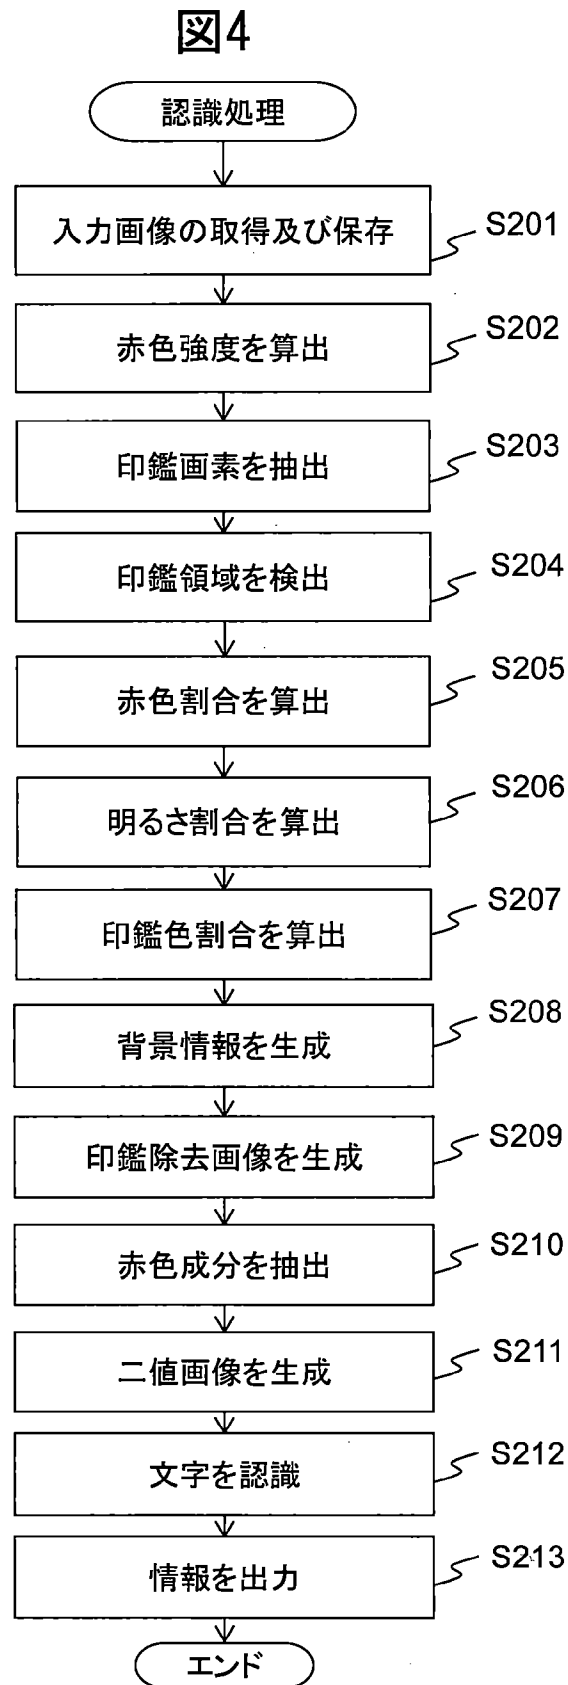 図4
認識処理
入力画像の取得及び保存
S201
赤色強度を算出
S202
印鑑画素を抽出
S203
印鑑領域を検出
S204
赤色割合を算出
S205
明るさ割合を算出
S206
印鑑色割合を算出
S207
背景情報を生成
S208
印鑑除去画像を生成
S209
赤色成分を抽出
S210
二値画像を生成
S211
文字を認識
S212
情報を出力
S213
エンド